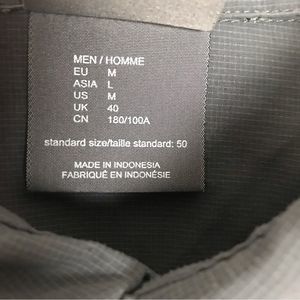 MEN / HOMME
EU M
ASIA L
US M
UK 40
CN 180/100A
standard size/taille standard: 50
MADE IN INDONESIA
FABRIQUÉ EN INDONÉSIE